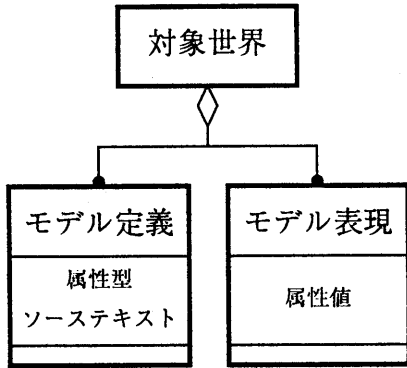 対象世界
モデル定義
属性型
ソーステキスト
モデル表現
属性値